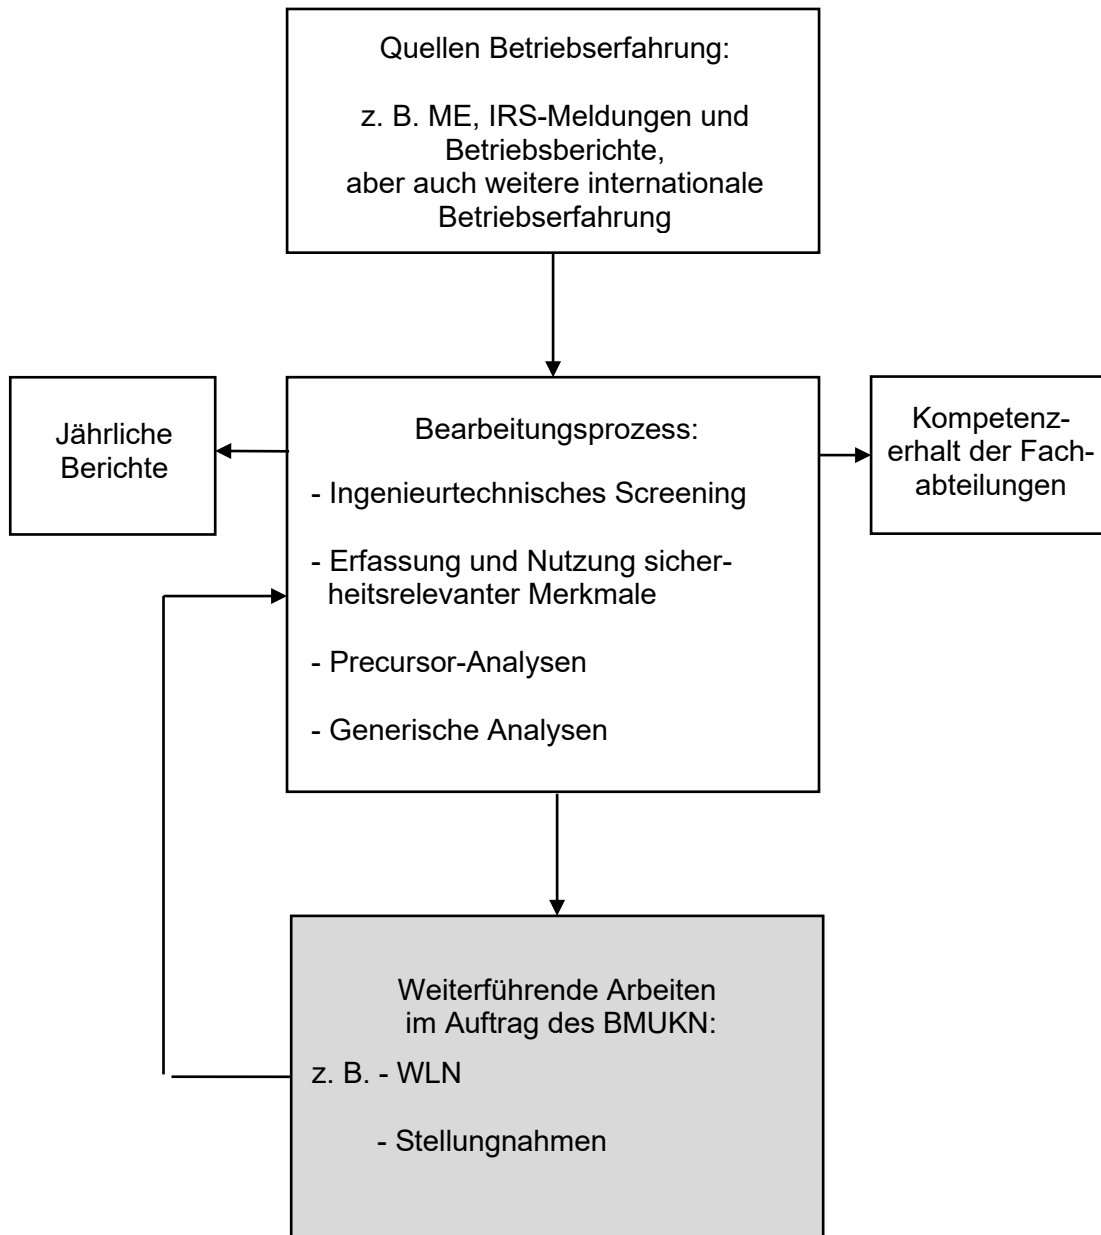 Quellen Betriebserfahrung:
z. B. ME, IRS-Meldungen und
Betriebsberichte,
aber auch weitere internationale
Betriebserfahrung
Jährliche
Berichte
Bearbeitungsprozess:
- Ingenieurtechnisches Screening
- Erfassung und Nutzung sicher-
heitsrelevanter Merkmale
- Precursor-Analysen
- Generische Analysen
Kompetenz-
erhalt der Fach-
abteilungen
Weiterführende Arbeiten
im Auftrag des BMUKN:
z. B. - WLN
- Stellungnahmen